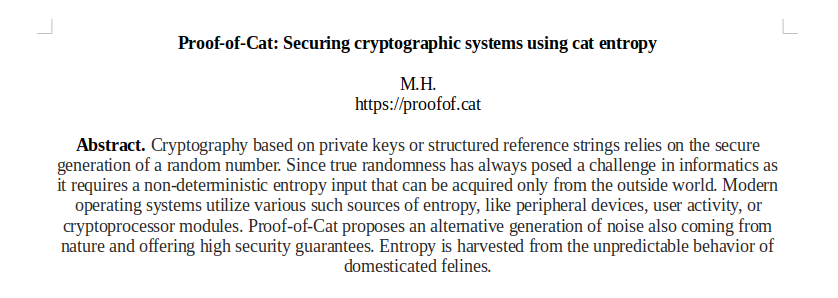 Proof-of-Cat: Securing cryptographic systems using cat entropy
M.H.
https://proofof.cat
Abstract. Cryptography based on private keys or structured reference strings relies on the secure
generation of a random number. Since true randomness has always posed a challenge in informatics as
it requires a non-deterministic entropy input that can be acquired only from the outside world. Modern
operating systems utilize various such sources of entropy, like peripheral devices, user activity, or
cryptoprocessor modules. Proof-of-Cat proposes an alternative generation of noise also coming from
nature and offering high security guarantees. Entropy is harvested from the unpredictable behavior of
domesticated felines.